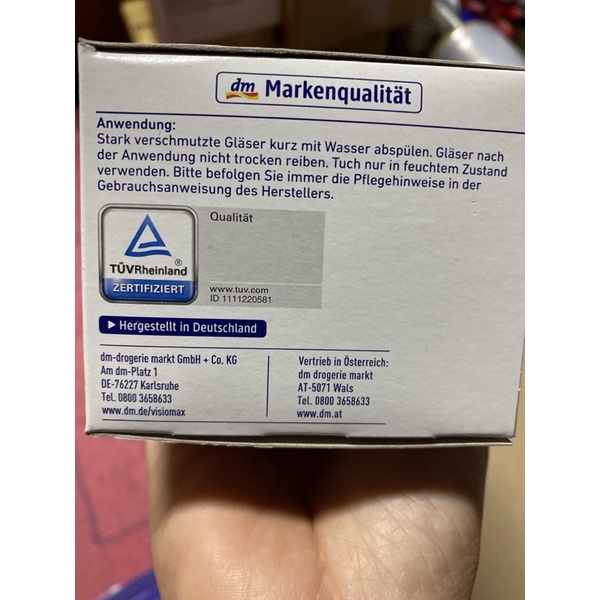 dm Markenqualität
Anwendung:
Stark verschmutzte Gläser kurz mit Wasser abspülen. Gläser nach
der Anwendung nicht trocken reiben. Tuch nur in feuchtem Zustand
verwenden. Bitte befolgen Sie immer die Pflegehinweise in der
Gebrauchsanweisung des Herstellers.
TÜVRheinland®
ZERTIFIZIERT
Qualität
www.tuv.com
ID 1111220581
Hergestellt in Deutschland
dm-drogerie markt GmbH + Co. KG
Am dm-Platz 1
DE-76227 Karlsruhe
Tel. 0800 3658633
www.dm.de/visiomax
Vertrieb in Österreich:
dm drogerie markt
AT-5071 Wals
Tel. 0800 3658633
www.dm.at